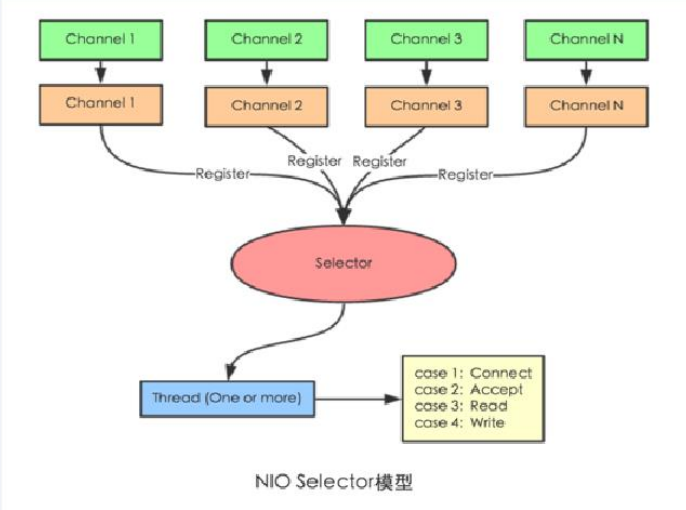 Channel 1
Channel 2
Channel 3
Channel N
Channel 1
Channel 2
Channel 3
Channel N
Register
Register
Register
Register
Selector
Thread (One or more)
case 1: Connect
case 2: Accept
case 3: Read
case 4: Write
NIO Selector模型